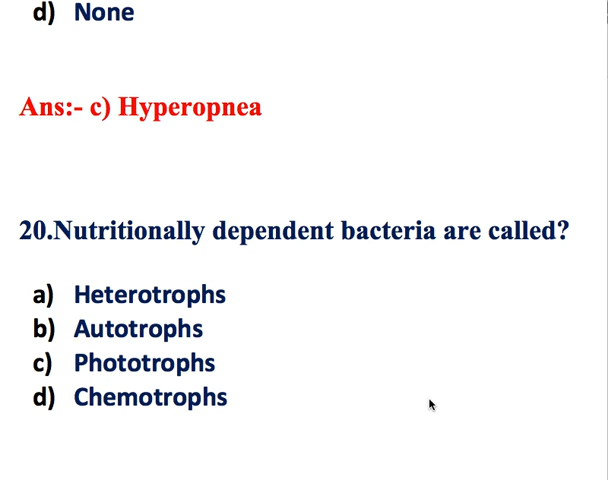 d) None
Ans:- c) Hyperopnea
20.Nutritionally dependent bacteria are called?
a) Heterotrophs
b) Autotrophs
c) Phototrophs
d) Chemotrophs